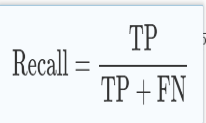 Recall = TP / TP + FN